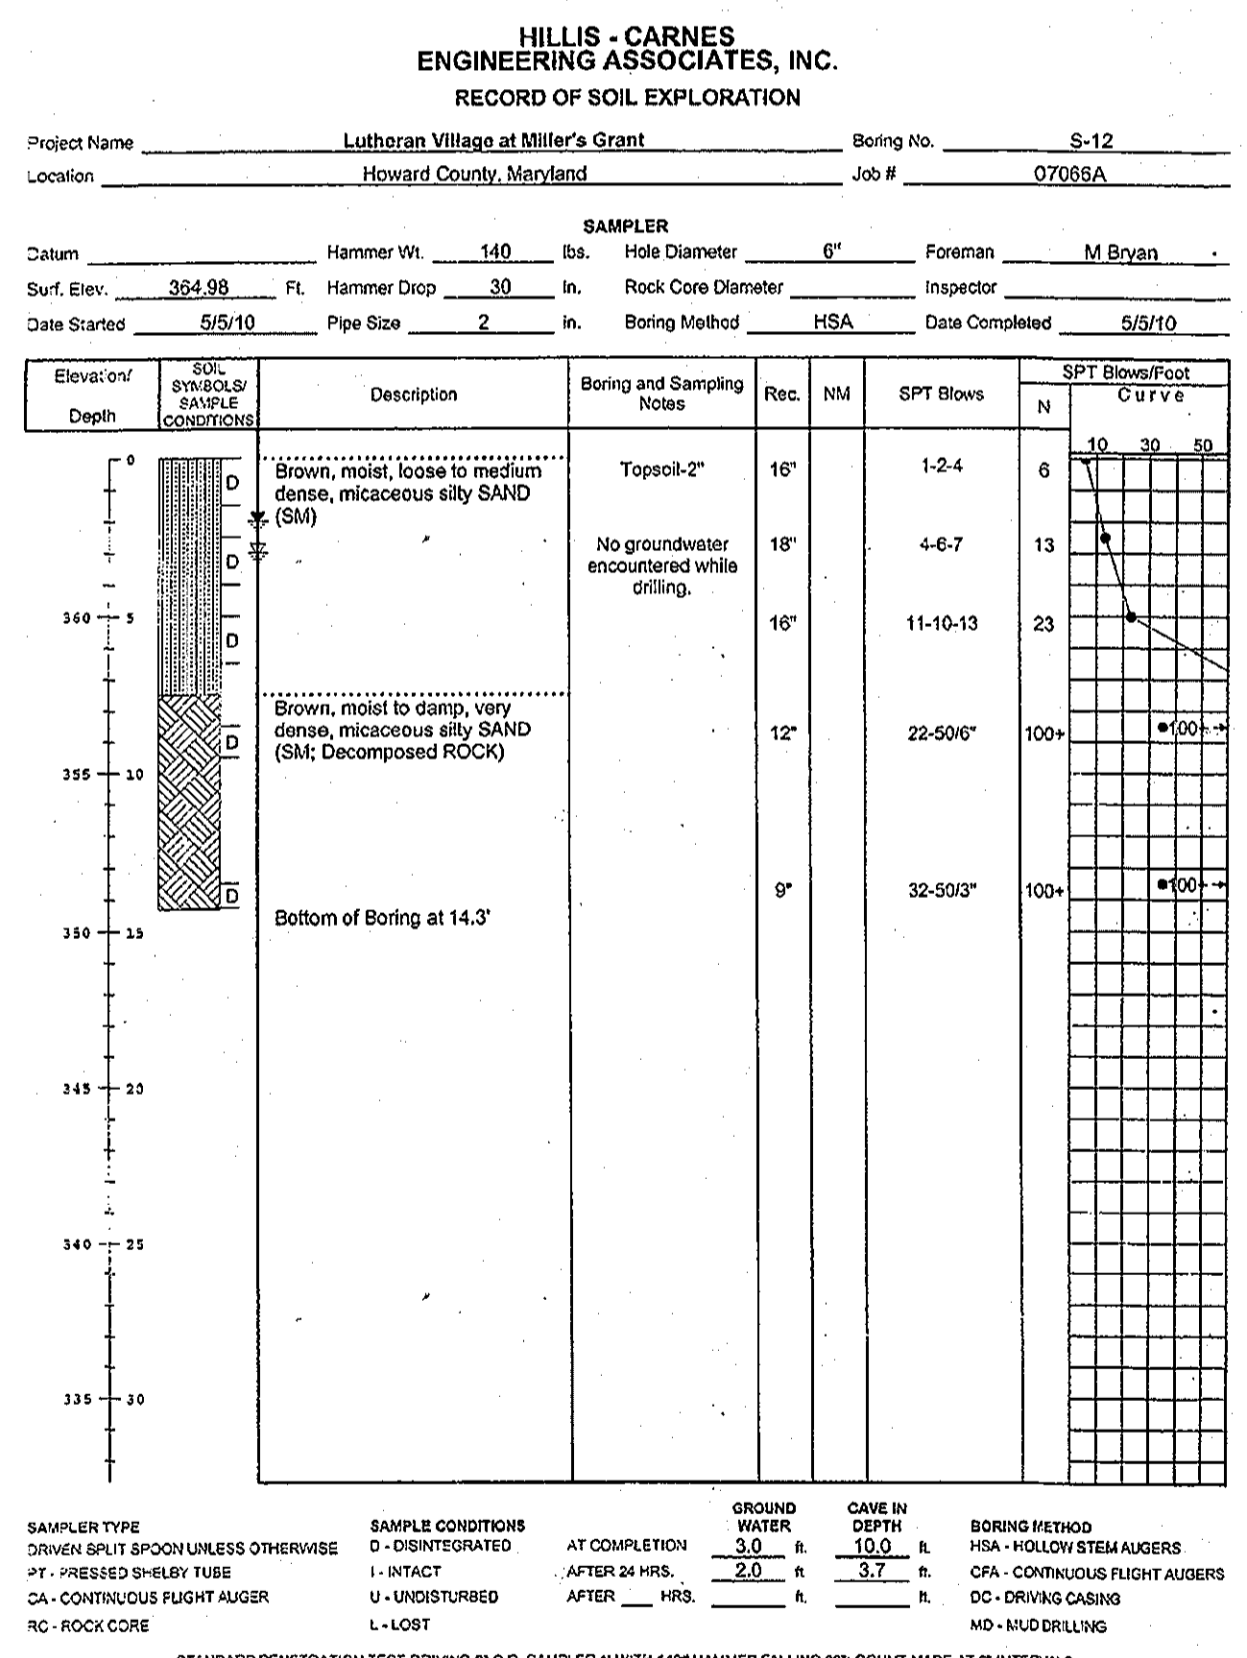 HILLIS - CARNES
ENGINEERING ASSOCIATES, INC.
RECORD OF SOIL EXPLORATION
Project Name Lutheran Village at Miller's Grant Boring No. S-12
Location Howard County, Maryland Job # 07066A
SAMPLER
Datum Hammer Wt. 140 lbs. Hole Diameter 6" Foreman M Bryan
Surf. Elev. 364.98 Ft. Hammer Drop 30 in. Rock Core Diameter Inspector
Date Started 5/5/10 Pipe Size 2 in. Boring Method HSA Date Completed 5/5/10
Elevation/ Depth
SOIL SYMBOLS/ SAMPLE CONDITIONS
Description
Boring and Sampling Notes
Rec.
NM
SPT Blows
SPT Blows/Foot
N
Curve
10 30 50
0
D
Brown, moist, loose to medium
dense, micaceous silty SAND
(SM)
Topsoil-2" 16" 1-2-4 6
D
No groundwater
encountered while
drilling.
18" 4-6-7 13
360 5
D
16" 11-10-13 23
Brown, moist to damp, very
dense, micaceous silty SAND
(SM; Decomposed ROCK)
D
12" 22-50/6" 100+ 100+
355 10
D
9" 32-50/3" 100+ 100+
Bottom of Boring at 14.3'
350 15
345 20
340 25
335 30
GROUND WATER
CAVE IN DEPTH
SAMPLER TYPE SAMPLE CONDITIONS BORING METHOD
DRIVEN SPLIT SPOON UNLESS OTHERWISE D - DISINTEGRATED AT COMPLETION 3.0 ft. 10.0 ft. HSA - HOLLOW STEM AUGERS
PT - PRESSED SHELBY TUBE I - INTACT AFTER 24 HRS. 2.0 ft 3.7 ft. CFA - CONTINUOUS FLIGHT AUGERS
CA - CONTINUOUS FLIGHT AUGER U - UNDISTURBED AFTER HRS. ft. ft. DC - DRIVING CASING
RC - ROCK CORE L - LOST MD - MUD DRILLING